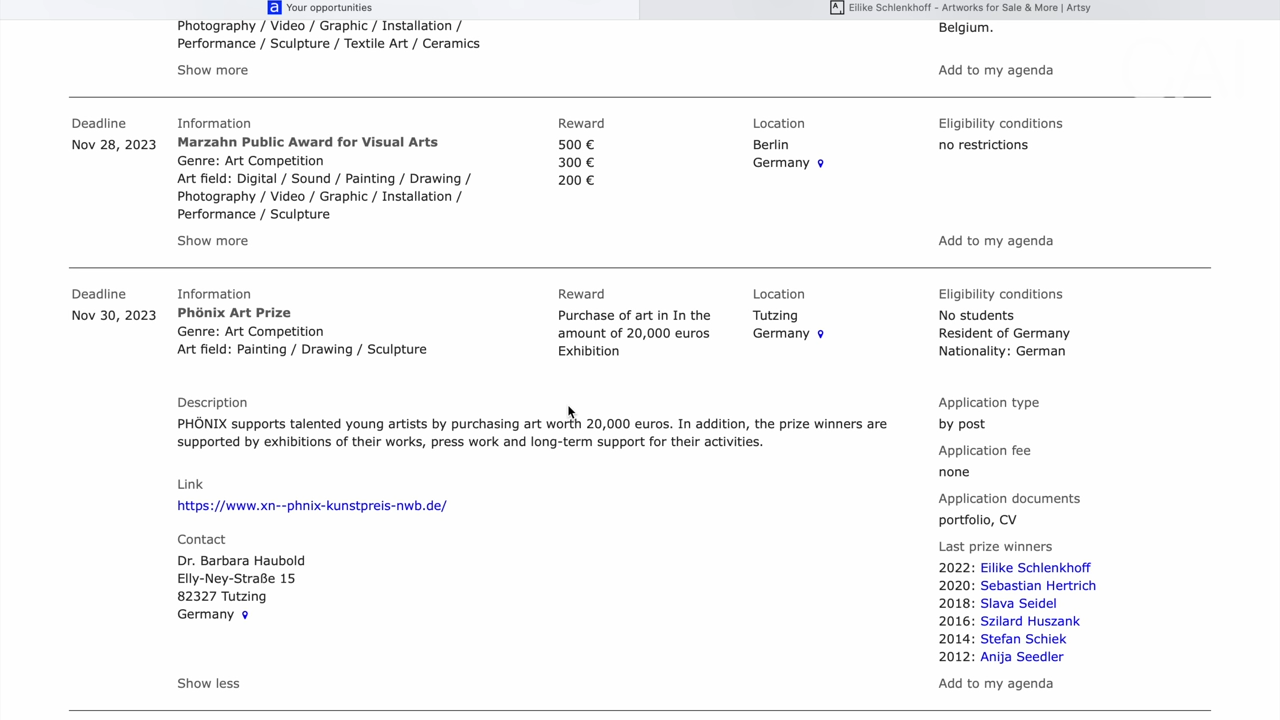 Your opportunities
Eilike Schlenkhoff - Artworks for Sale & More | Artsy
Photography / Video / Graphic / Installation /
Performance / Sculpture / Textile Art / Ceramics
Belgium.
Show more
Add to my agenda
CAI
Deadline
Nov 28, 2023
Information
Marzahn Public Award for Visual Arts
Genre: Art Competition
Art field: Digital / Sound / Painting / Drawing /
Photography / Video / Graphic / Installation /
Performance / Sculpture
Reward
500 €
300 €
200 €
Location
Berlin
Germany
Eligibility conditions
no restrictions
Show more
Add to my agenda
Deadline
Nov 30, 2023
Information
Phönix Art Prize
Genre: Art Competition
Art field: Painting / Drawing / Sculpture
Reward
Purchase of art in In the
amount of 20,000 euros
Exhibition
Location
Tutzing
Germany
Eligibility conditions
No students
Resident of Germany
Nationality: German
Description
PHÖNIX supports talented young artists by purchasing art worth 20,000 euros. In addition, the prize winners are
supported by exhibitions of their works, press work and long-term support for their activities.
Link
https://www.xn--phnix-kunstpreis-nwb.de/
Contact
Dr. Barbara Haubold
Elly-Ney-Straße 15
82327 Tutzing
Germany
Application type
by post
Application fee
none
Application documents
portfolio, CV
Last prize winners
2022: Eilike Schlenkhoff
2020: Sebastian Hertrich
2018: Slava Seidel
2016: Szilard Huszank
2014: Stefan Schiek
2012: Anija Seedler
Show less
Add to my agenda